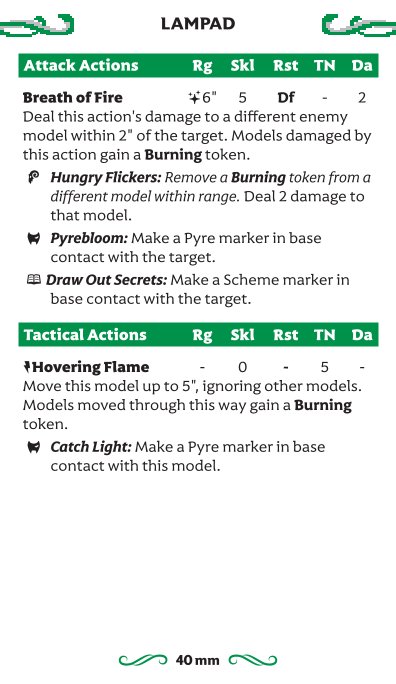 LAMPAD
Attack Actions Rg Skl Rst TN Da
Breath of Fire 6" 5 Df - 2
Deal this action's damage to a different enemy
model within 2" of the target. Models damaged by
this action gain a Burning token.
Hungry Flickers: Remove a Burning token from a
different model within range. Deal 2 damage to
that model.
Pyrebloom: Make a Pyre marker in base
contact with the target.
Draw Out Secrets: Make a Scheme marker in
base contact with the target.
Tactical Actions Rg Skl Rst TN Da
Hovering Flame - 0 - 5 -
Move this model up to 5", ignoring other models.
Models moved through this way gain a Burning
token.
Catch Light: Make a Pyre marker in base
contact with this model.
40 mm